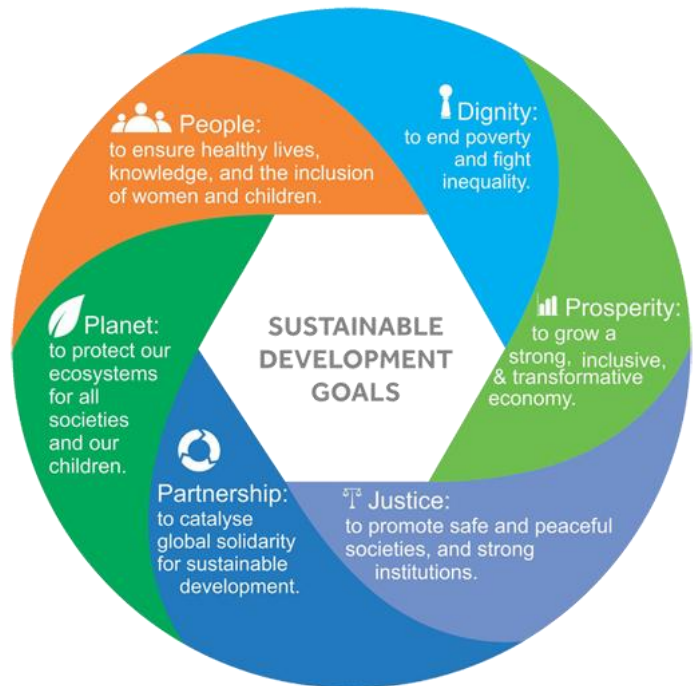 People:
to ensure healthy lives,
knowledge, and the inclusion
of women and children.
Dignity:
to end poverty
and fight
inequality.
Prosperity:
to grow a
strong, inclusive,
& transformative
economy.
Justice:
to promote safe and peaceful
societies, and strong
institutions.
Partnership:
to catalyse
global solidarity
for sustainable
development.
Planet:
to protect our
ecosystems
for all
societies
and our
children.
SUSTAINABLE
DEVELOPMENT
GOALS